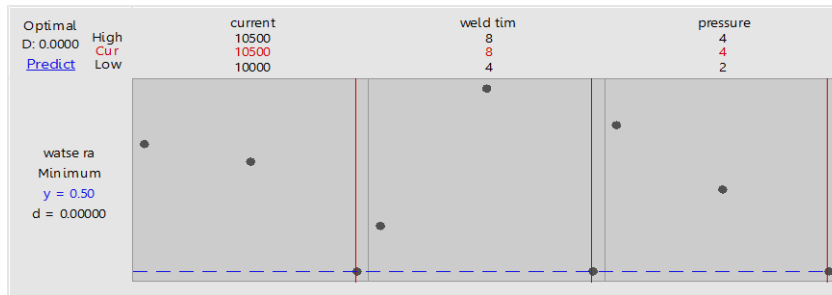 Optimal current weld tim pressure
D: 0.0000 High 10500 8 4
Cur 10500 8 4
Predict Low 10000 4 2
watse ra
Minimum
y = 0.50
d = 0.00000